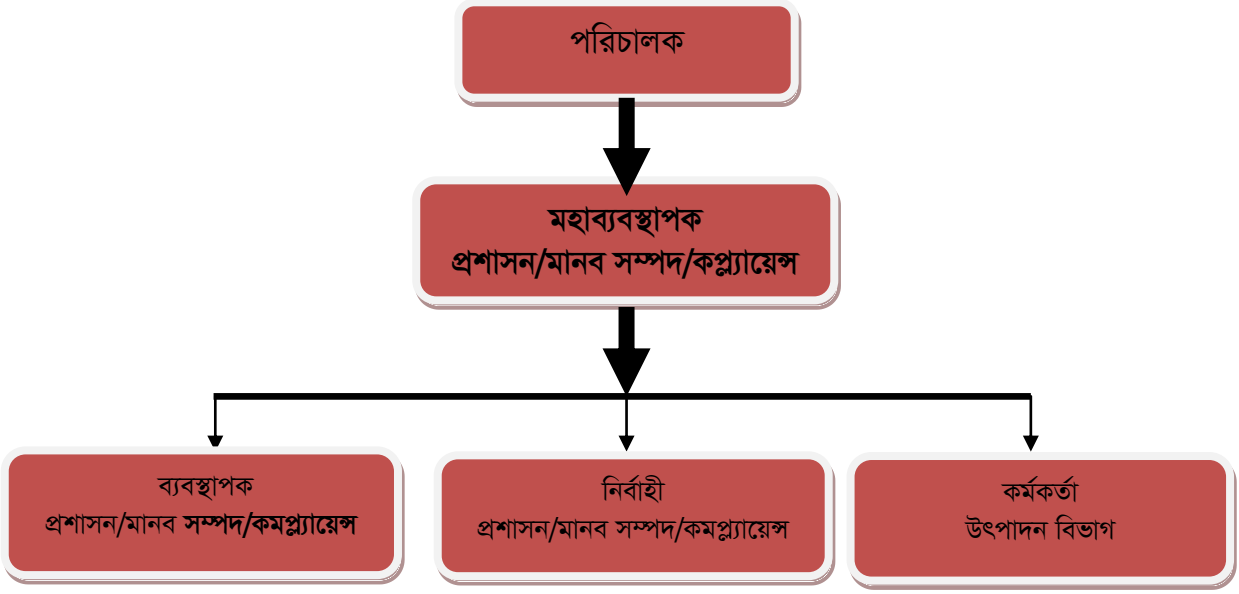 পরিচালক
মহাব্যবস্থাপক
প্রশাসন/মানব সম্পদ/কপ্ল্যায়েন্স
ব্যবস্থাপক
প্রশাসন/মানব সম্পদ/কমপ্ল্যায়েন্স
নির্বাহী
প্রশাসন/মানব সম্পদ/কমপ্ল্যায়েন্স
কর্মকর্তা
উৎপাদন বিভাগ